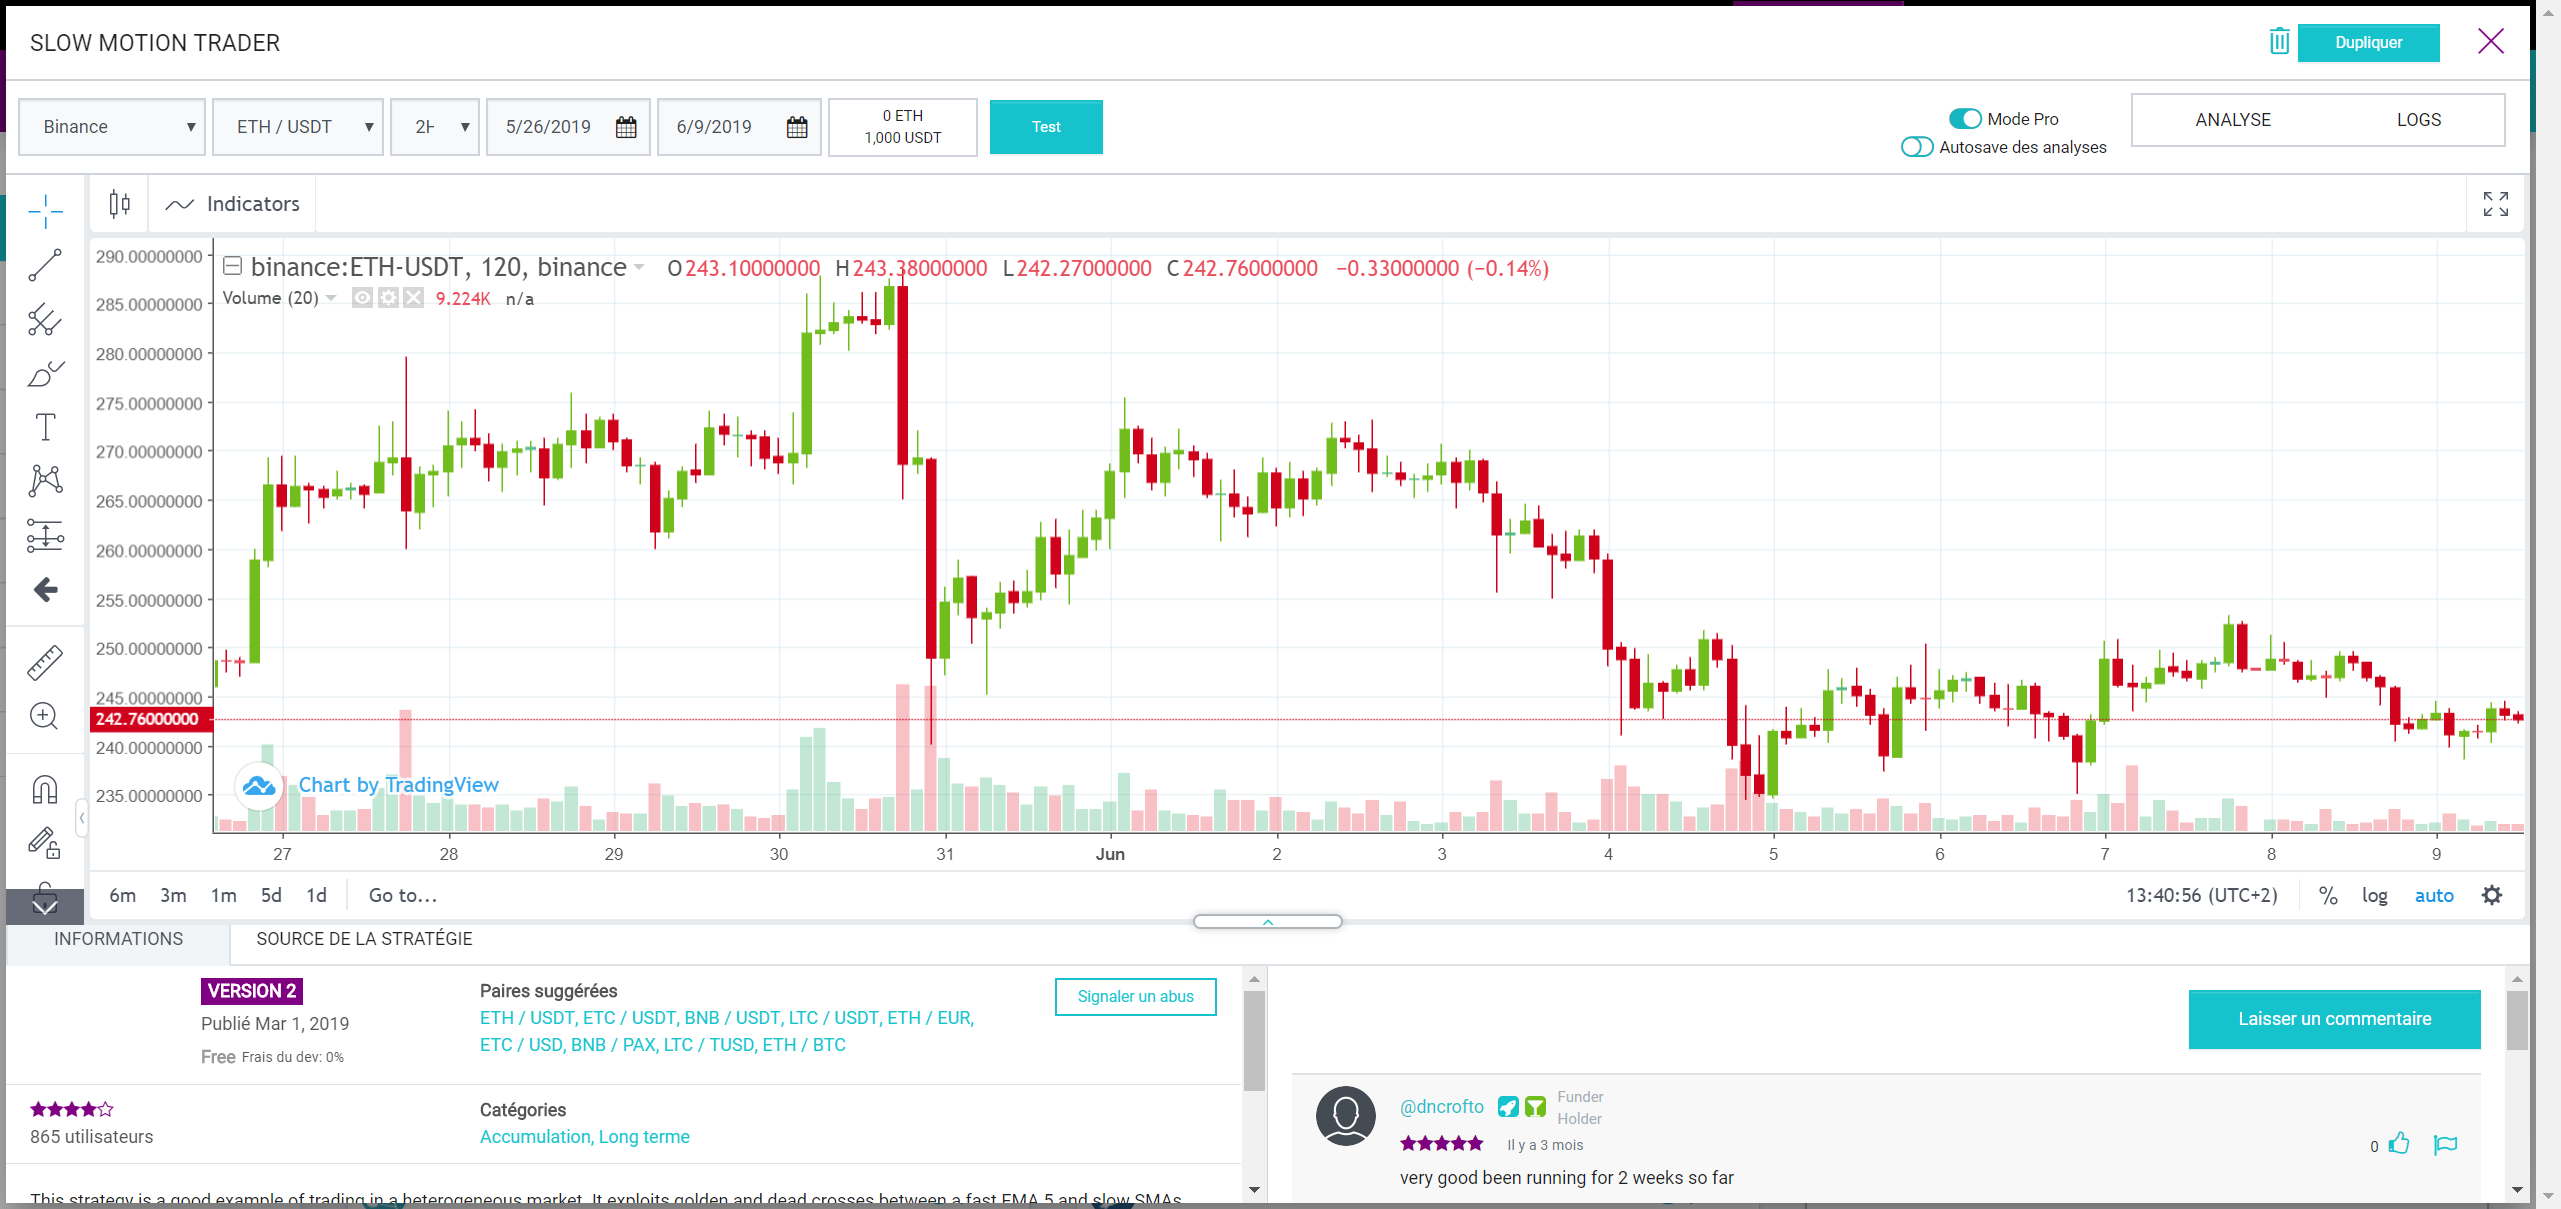 SLOW MOTION TRADER
Dupliquer
Binance
ETH / USDT
2H
5/26/2019
6/9/2019
0 ETH
1,000 USDT
Test
Mode Pro
Autosave des analyses
ANALYSE
LOGS
Indicators
binance:ETH-USDT, 120, binance
O 243.10000000 H 243.38000000 L 242.27000000 C 242.76000000 −0.33000000 (−0.14%)
Volume (20)
9.224K n/a
290.00000000
285.00000000
280.00000000
275.00000000
270.00000000
265.00000000
260.00000000
255.00000000
250.00000000
245.00000000
242.76000000
240.00000000
235.00000000
Chart by TradingView
27 28 29 30 31 Jun 2 3 4 5 6 7 8 9
6m 3m 1m 5d 1d Go to...
13:40:56 (UTC+2) % log auto
INFORMATIONS
SOURCE DE LA STRATÉGIE
VERSION 2
Publié Mar 1, 2019
Free Frais du dev: 0%
Paires suggérées
ETH / USDT, ETC / USDT, BNB / USDT, LTC / USDT, ETH / EUR,
ETC / USD, BNB / PAX, LTC / TUSD, ETH / BTC
Signaler un abus
865 utilisateurs
Catégories
Accumulation, Long terme
This strategy is a good example of trading in a heterogeneous market. It exploits golden and dead crosses between a fast EMA 5 and slow SMAs
Laisser un commentaire
@dncrofto
Funder
Holder
Il y a 3 mois
0
very good been running for 2 weeks so far